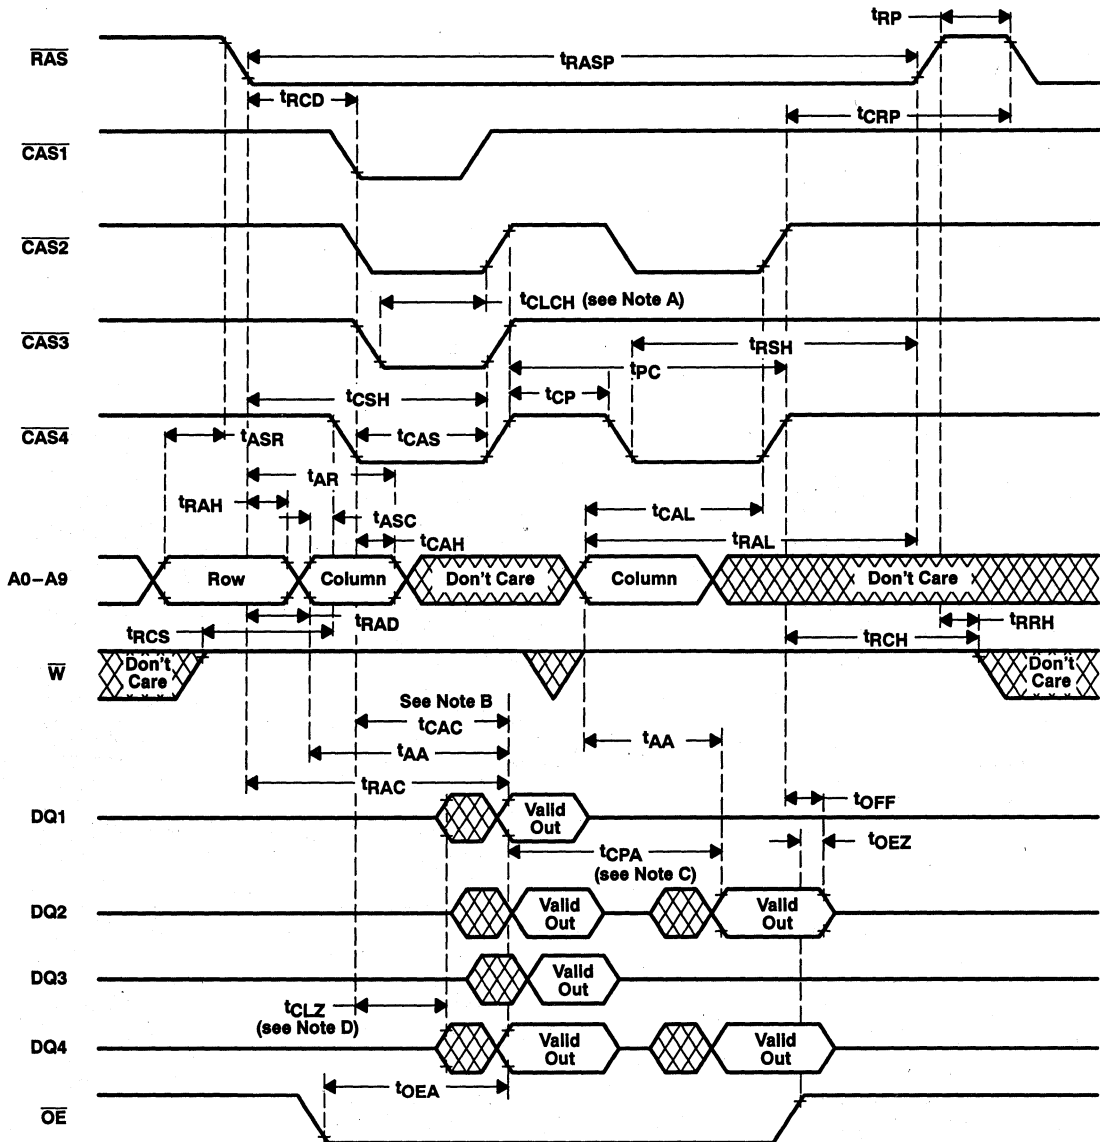 tRP
RAS
tRASP
tRCD
tCRP
CAS1
CAS2
tCLCH (see Note A)
CAS3
tRSH
tPC
tCSH
tCP
CAS4
tASR
tCAS
tAR
tRAH
tASC
tCAL
tCAH
tRAL
A0–A9
Row
Column
Don't Care
Column
Don't Care
tRAD
tRCS
tRRH
tRCH
W
Don't
Care
Don't
Care
See Note B
tCAC
tAA
tAA
tRAC
tOFF
DQ1
Valid
Out
tOEZ
tCPA
(see Note C)
DQ2
Valid
Out
Valid
Out
DQ3
Valid
Out
tCLZ
(see Note D)
DQ4
Valid
Out
Valid
Out
tOEA
OE